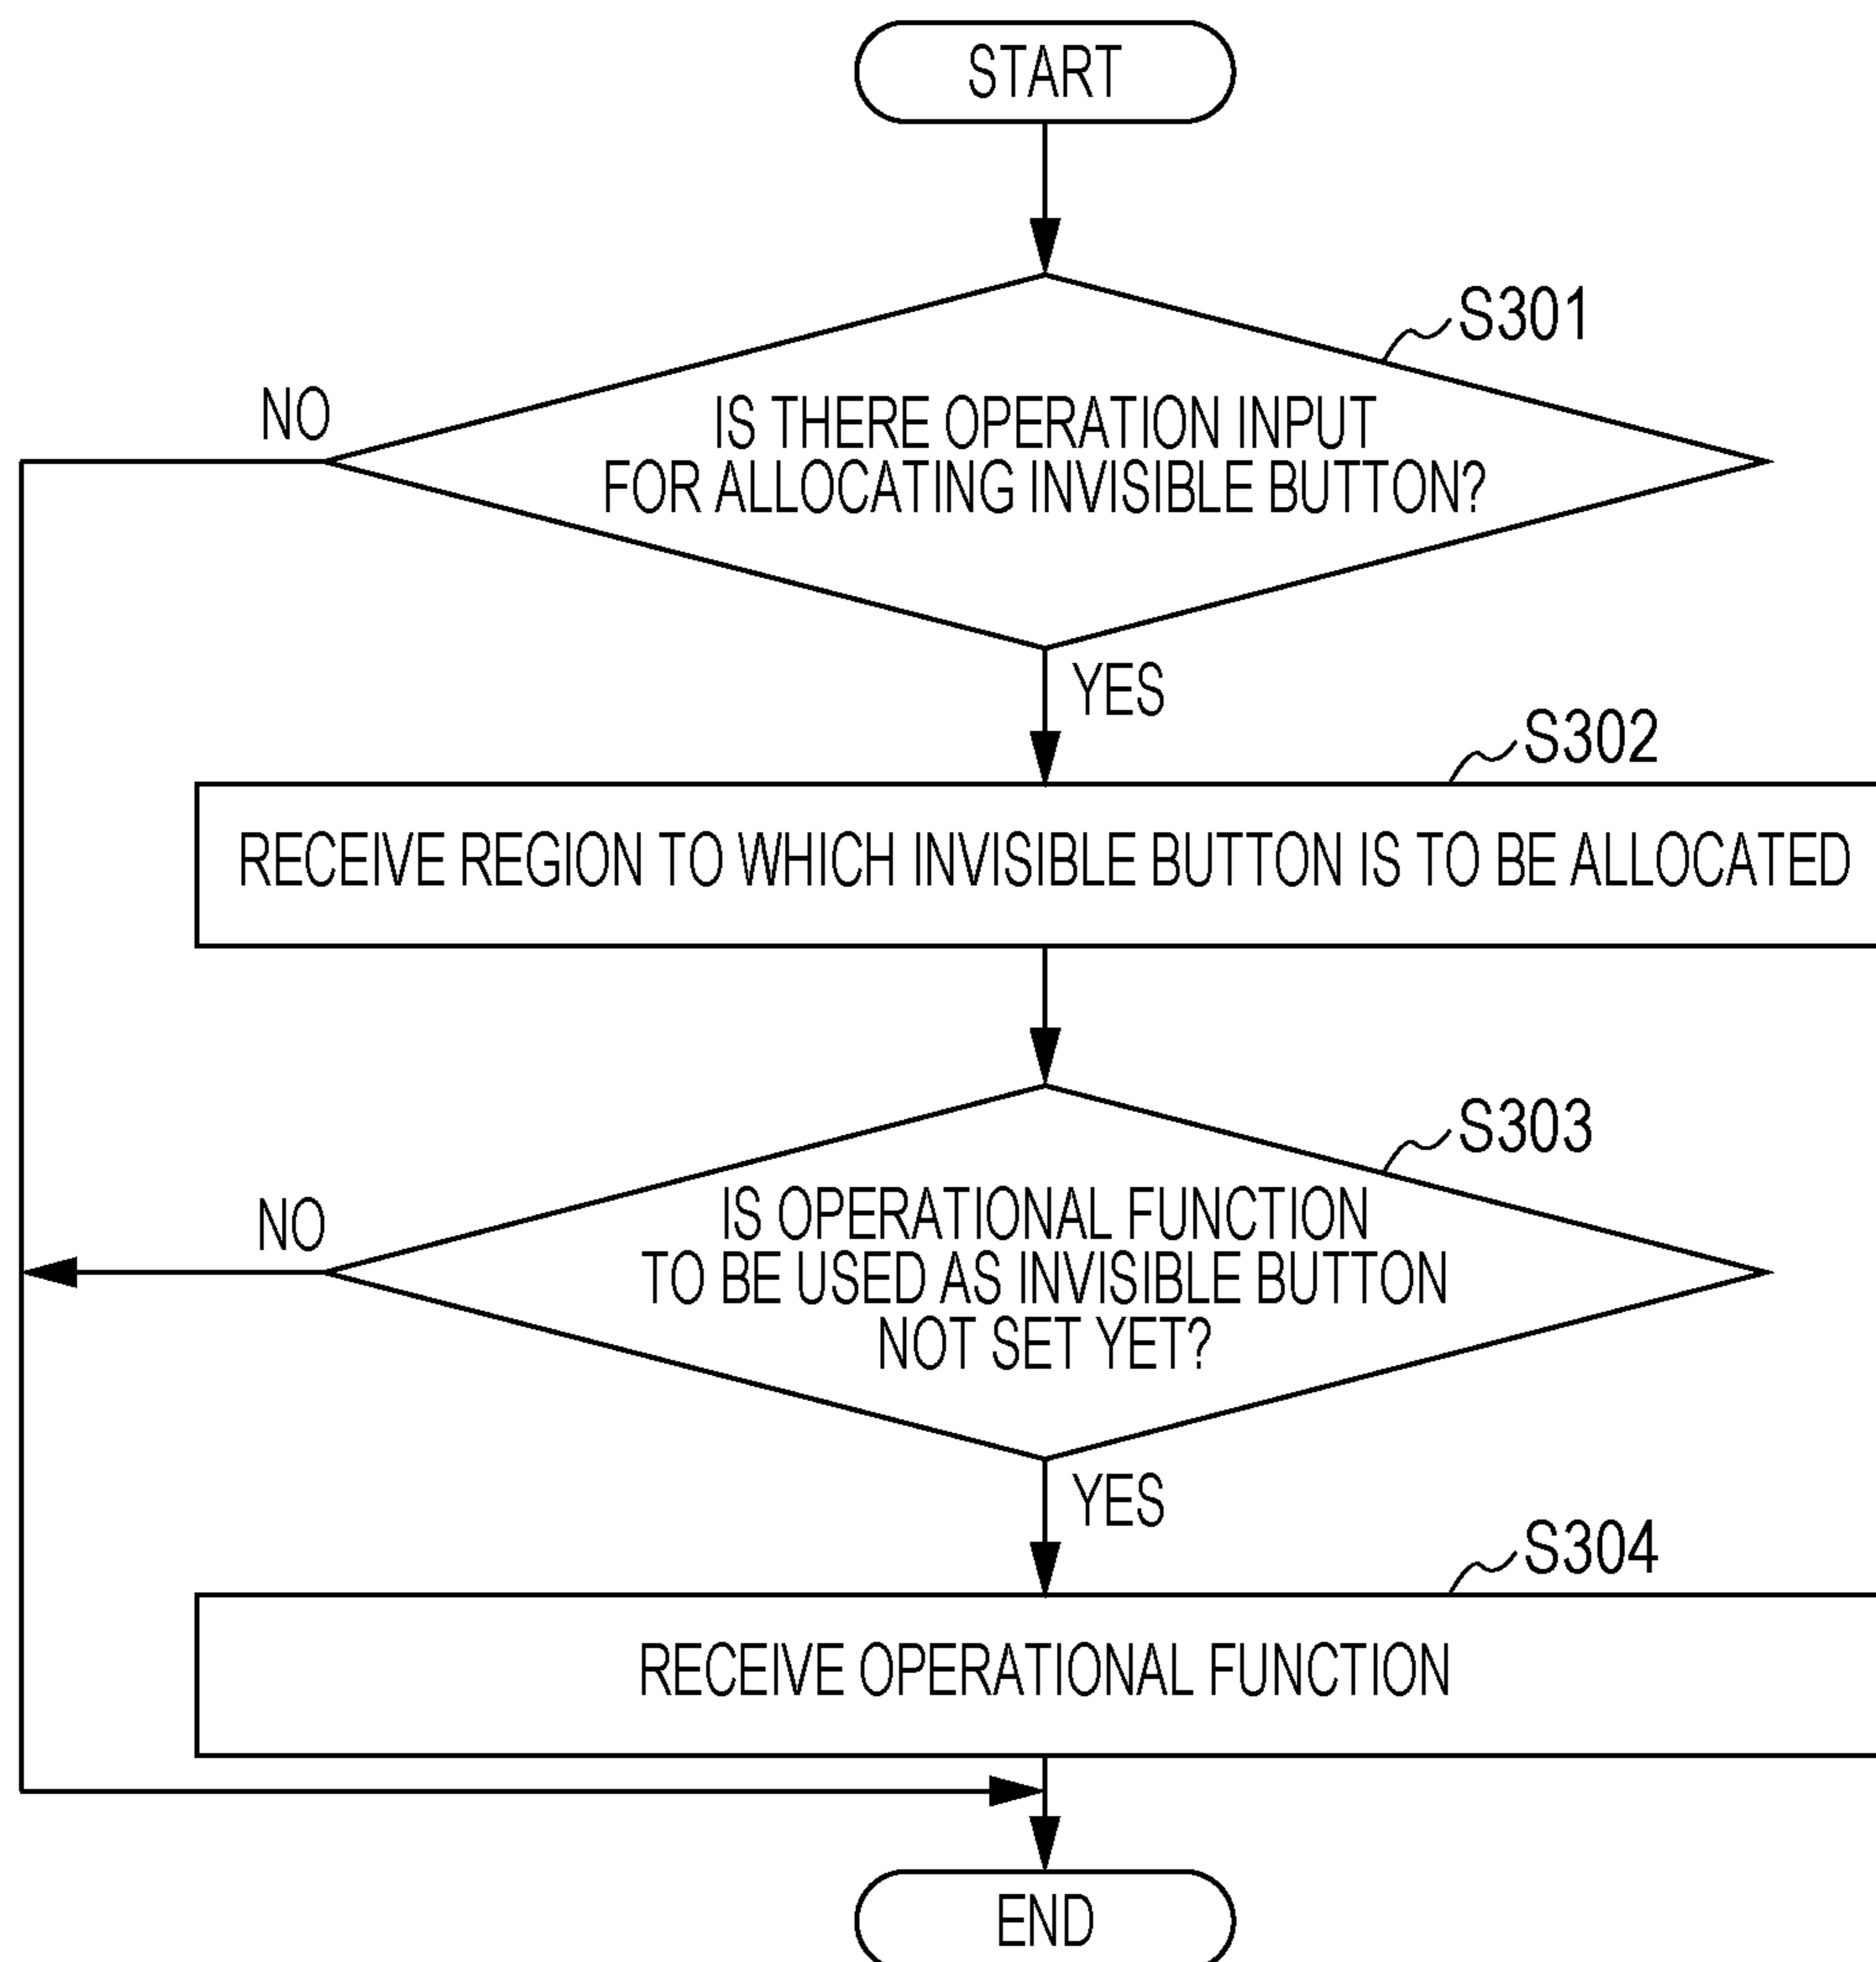 START
S301
NO
IS THERE OPERATION INPUT
FOR ALLOCATING INVISIBLE BUTTON?
YES
S302
RECEIVE REGION TO WHICH INVISIBLE BUTTON IS TO BE ALLOCATED
S303
NO
IS OPERATIONAL FUNCTION
TO BE USED AS INVISIBLE BUTTON
NOT SET YET?
YES
S304
RECEIVE OPERATIONAL FUNCTION
END